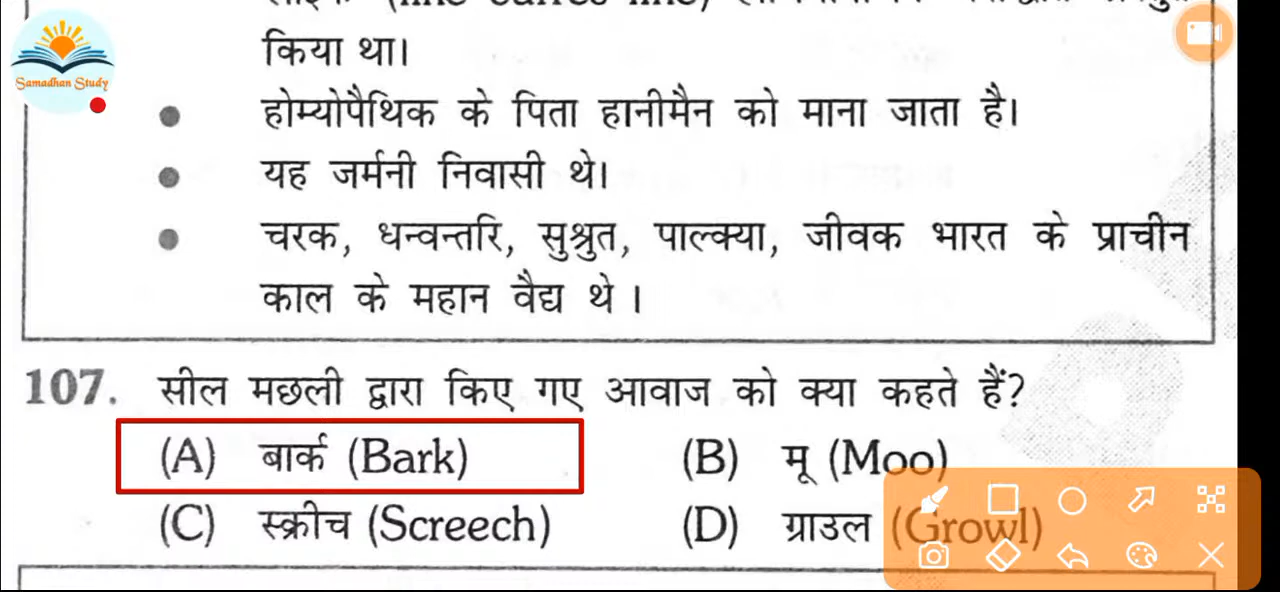 किया था।
Samadhan Study
● होम्योपैथिक के पिता हानीमैन को माना जाता है।
● यह जर्मनी निवासी थे।
● चरक, धन्वन्तरि, सुश्रुत, पाल्क्या, जीवक भारत के प्राचीन
काल के महान वैद्य थे ।
107. सील मछली द्वारा किए गए आवाज को क्या कहते हैं?
(A) बार्क (Bark) (B) मू (Moo)
(C) स्क्रीच (Screech) (D) ग्राउल (Growl)